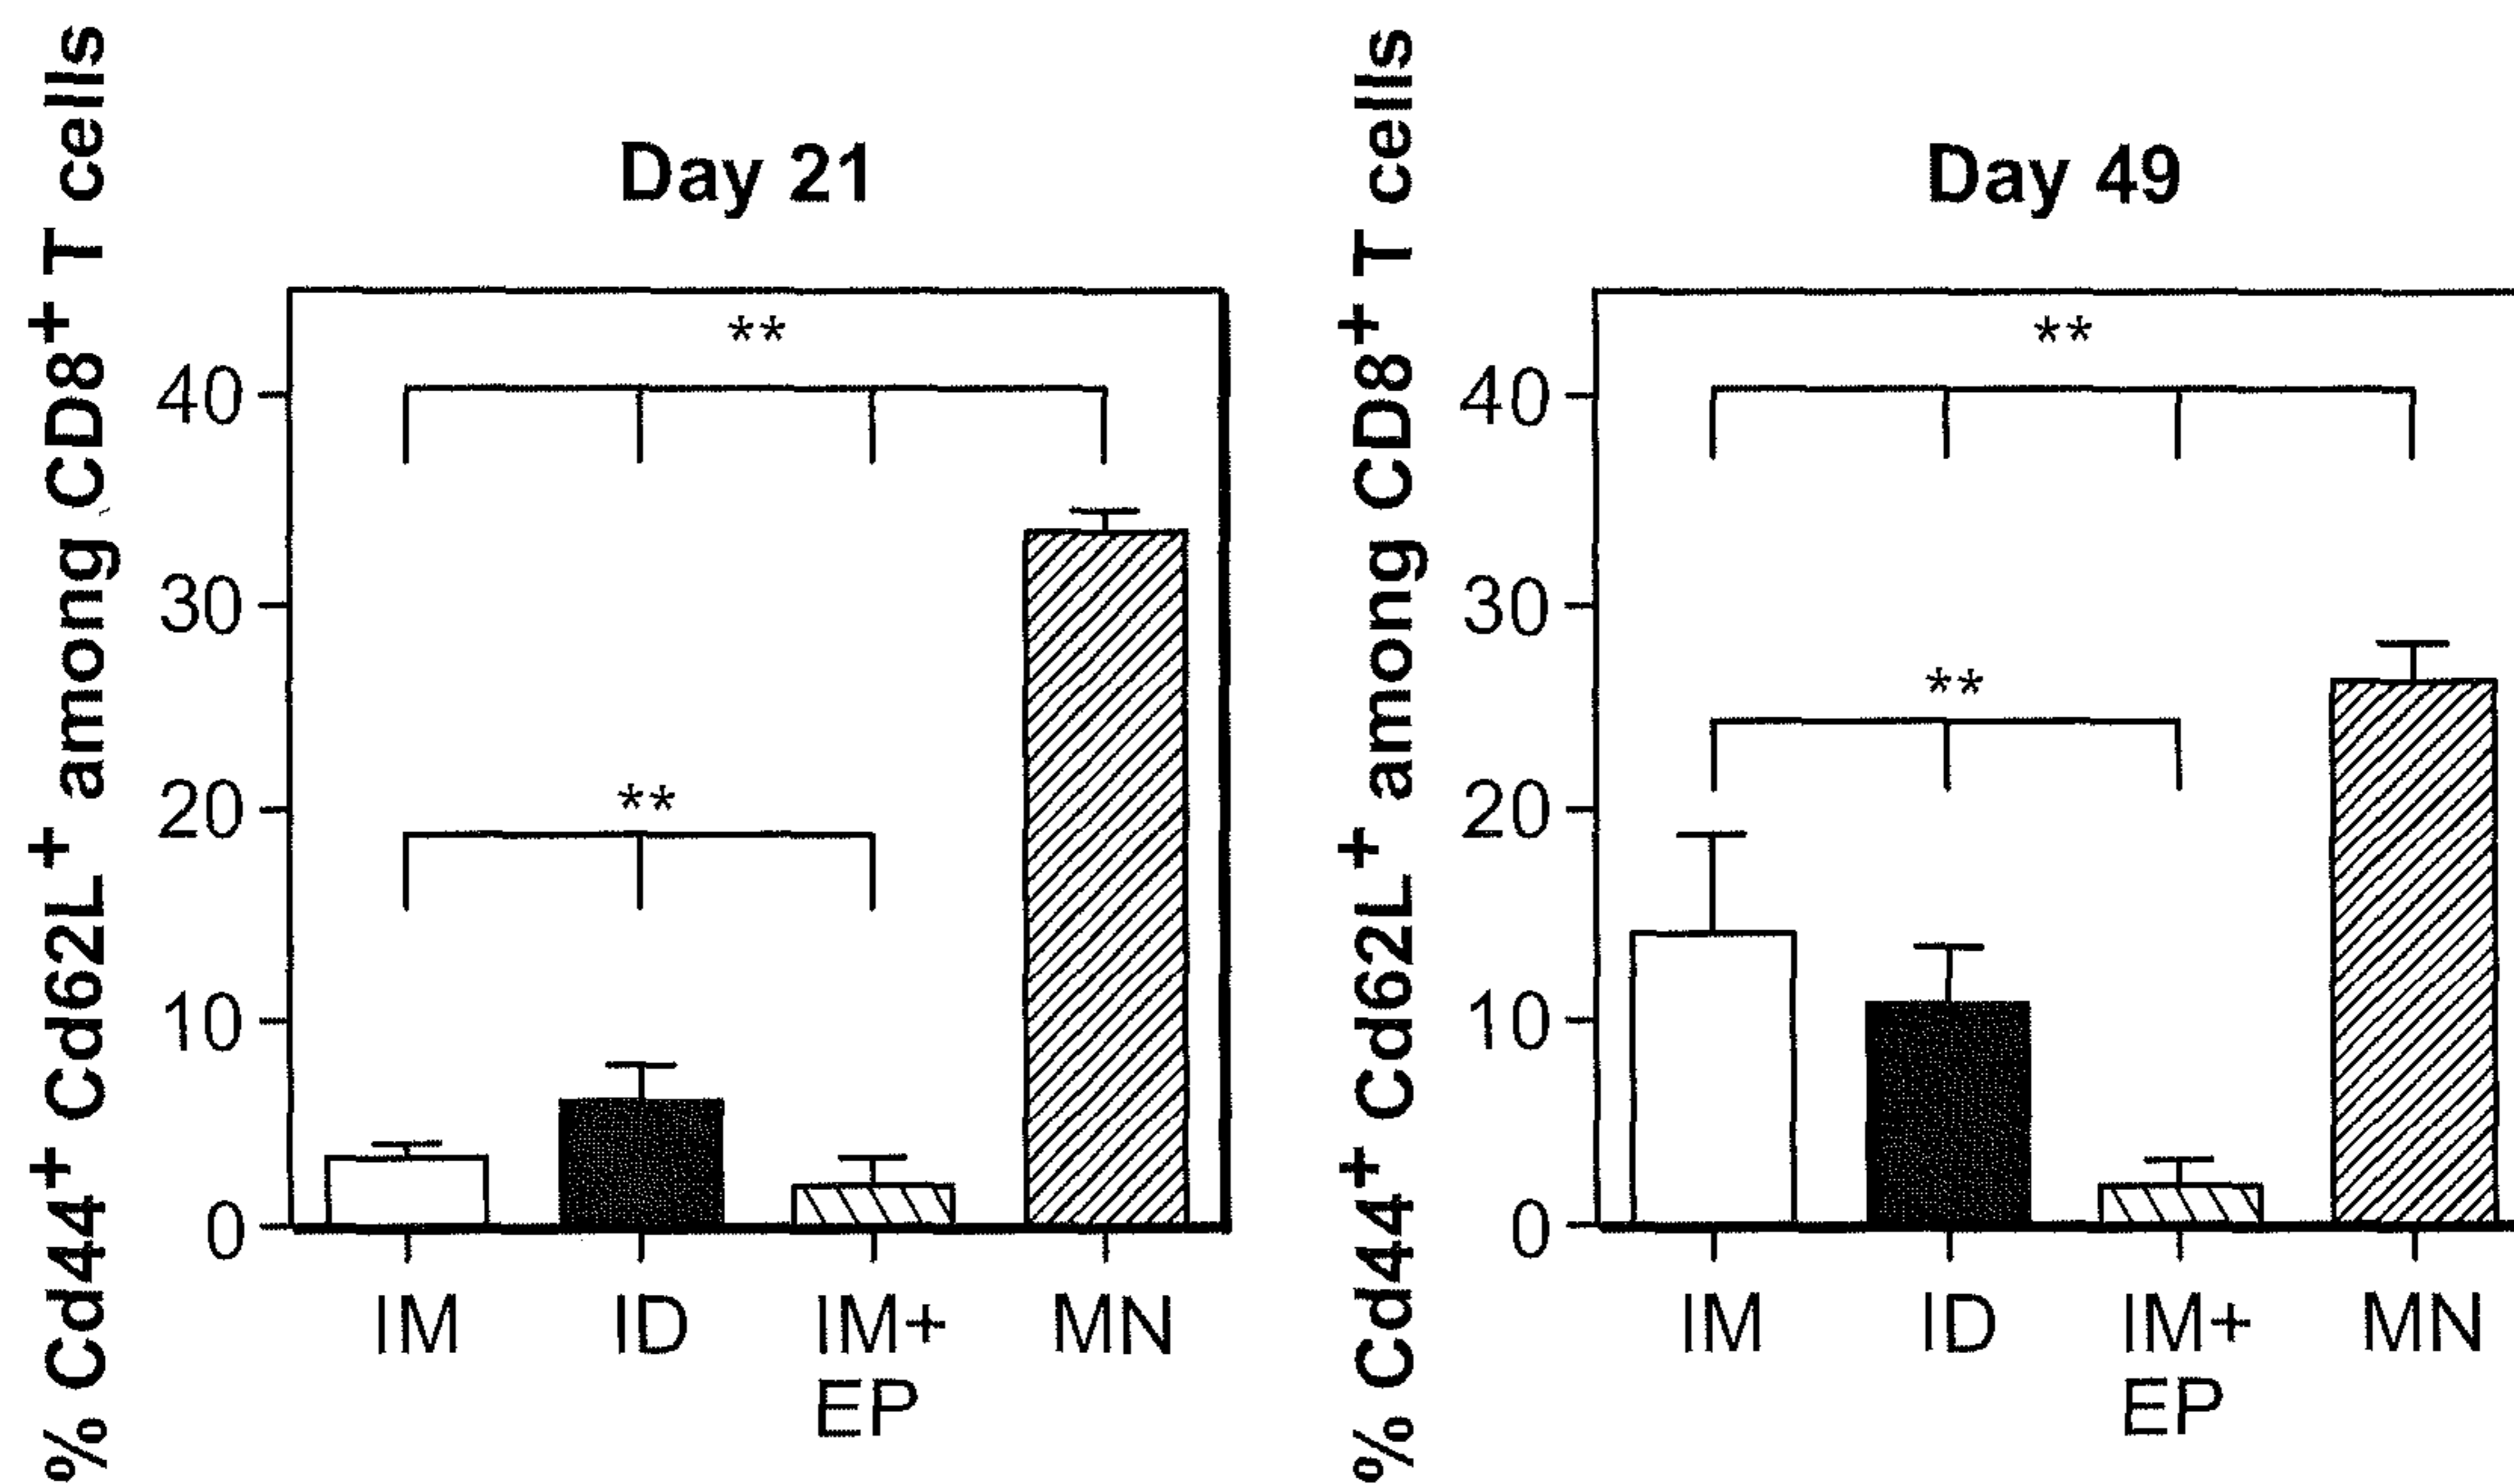 % Cd44⁺ Cd62L⁺ among CD8⁺ T cells
Day 21
**
40
30
20
**
10
0
IM ID IM+ EP MN
% Cd44⁺ Cd62L⁺ among CD8⁺ T cells
Day 49
**
40
30
**
20
10
0
IM ID IM+ EP MN